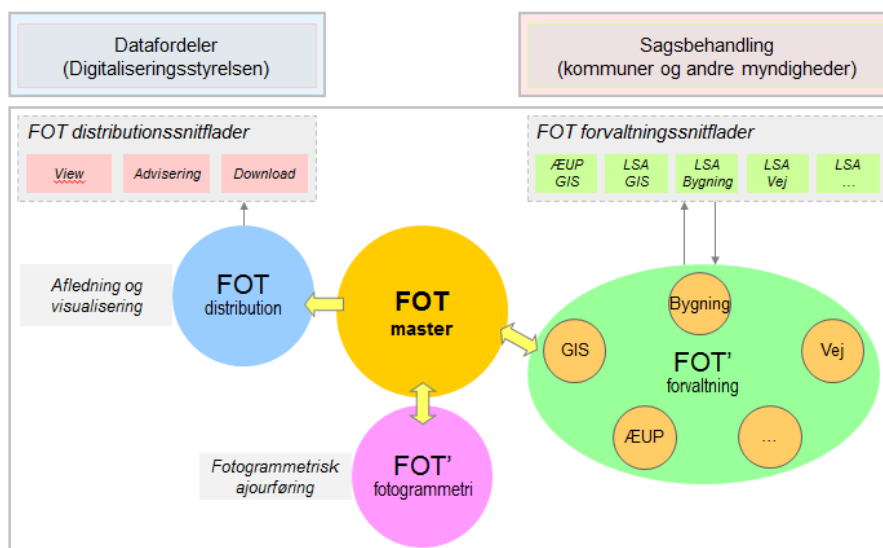 Datafordeler
(Digitaliseringsstyrelsen)
Sagsbehandling
(kommuner og andre myndigheder)
FOT distributionssnitflader
View
Advisering
Download
FOT forvaltningssnitflader
ÆUP
GIS
LSA
GIS
LSA
Bygning
LSA
Vej
LSA
...
Afledning og
visualisering
FOT
distribution
FOT
master
Bygning
GIS
Vej
FOT’
forvaltning
ÆUP
...
Fotogrammetrisk
ajourføring
FOT’
fotogrammetri